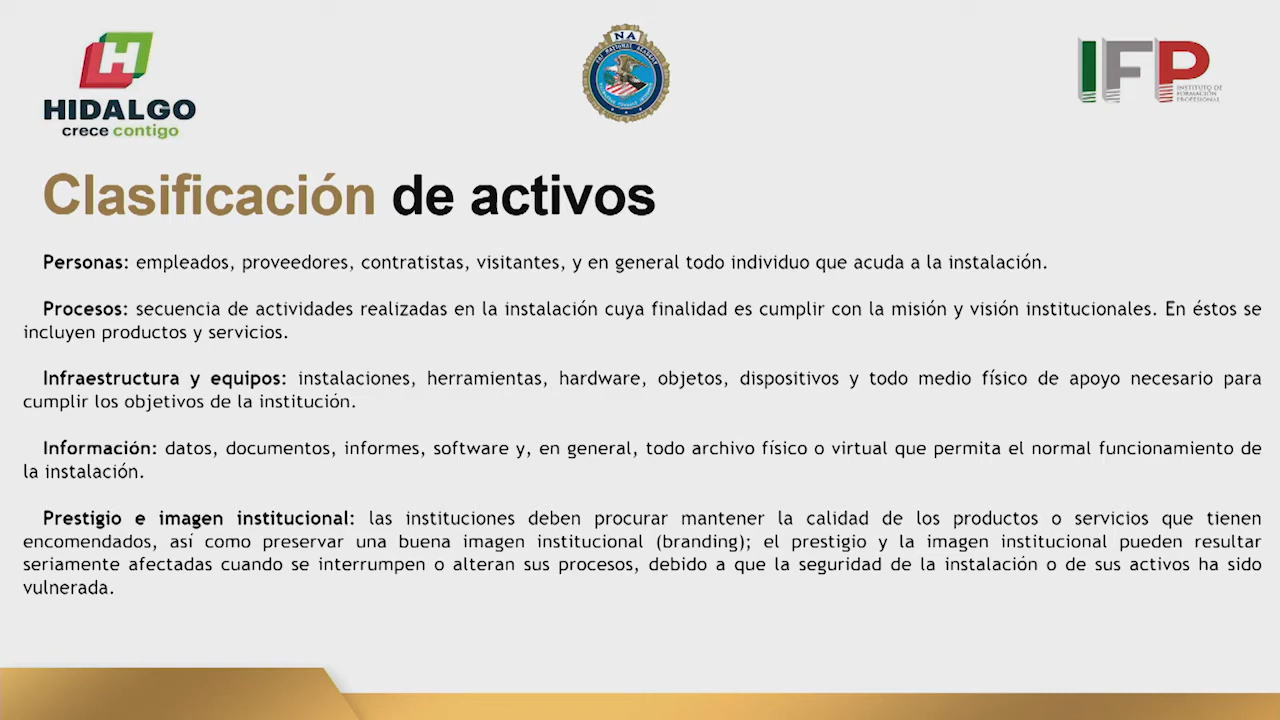 H
HIDALGO
crece contigo
NA
FBI NATIONAL ACADEMY
IFP
INSTITUTO DE
FORMACIÓN
PROFESIONAL
Clasificación de activos
Personas: empleados, proveedores, contratistas, visitantes, y en general todo individuo que acuda a la instalación.
Procesos: secuencia de actividades realizadas en la instalación cuya finalidad es cumplir con la misión y visión institucionales. En éstos se
incluyen productos y servicios.
Infraestructura y equipos: instalaciones, herramientas, hardware, objetos, dispositivos y todo medio físico de apoyo necesario para
cumplir los objetivos de la institución.
Información: datos, documentos, informes, software y, en general, todo archivo físico o virtual que permita el normal funcionamiento de
la instalación.
Prestigio e imagen institucional: las instituciones deben procurar mantener la calidad de los productos o servicios que tienen
encomendados, así como preservar una buena imagen institucional (branding); el prestigio y la imagen institucional pueden resultar
seriamente afectadas cuando se interrumpen o alteran sus procesos, debido a que la seguridad de la instalación o de sus activos ha sido
vulnerada.